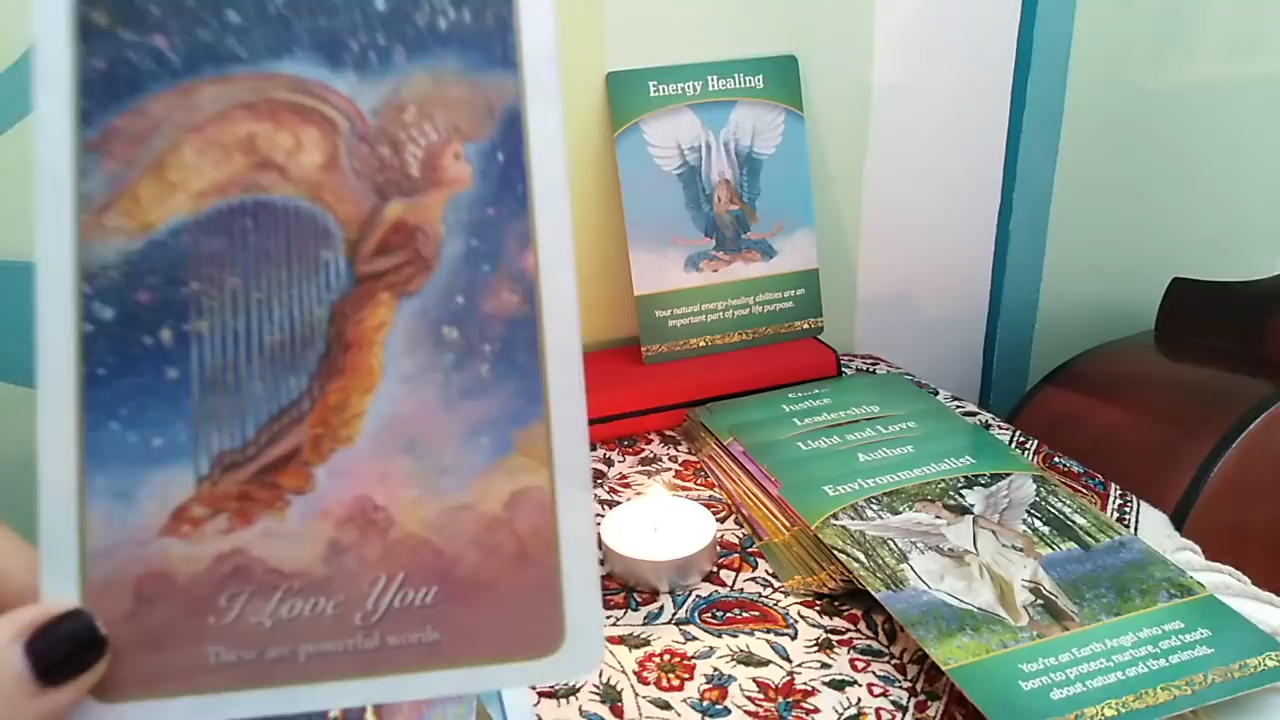 I Love You
These are powerful words.
Energy Healing
Your natural energy-healing abilities are an
important part of your life purpose.
Justice
Leadership
Light and Love
Author
Environmentalist
You're an Earth Angel who was
born to protect, nurture, and teach
about nature and the animals.